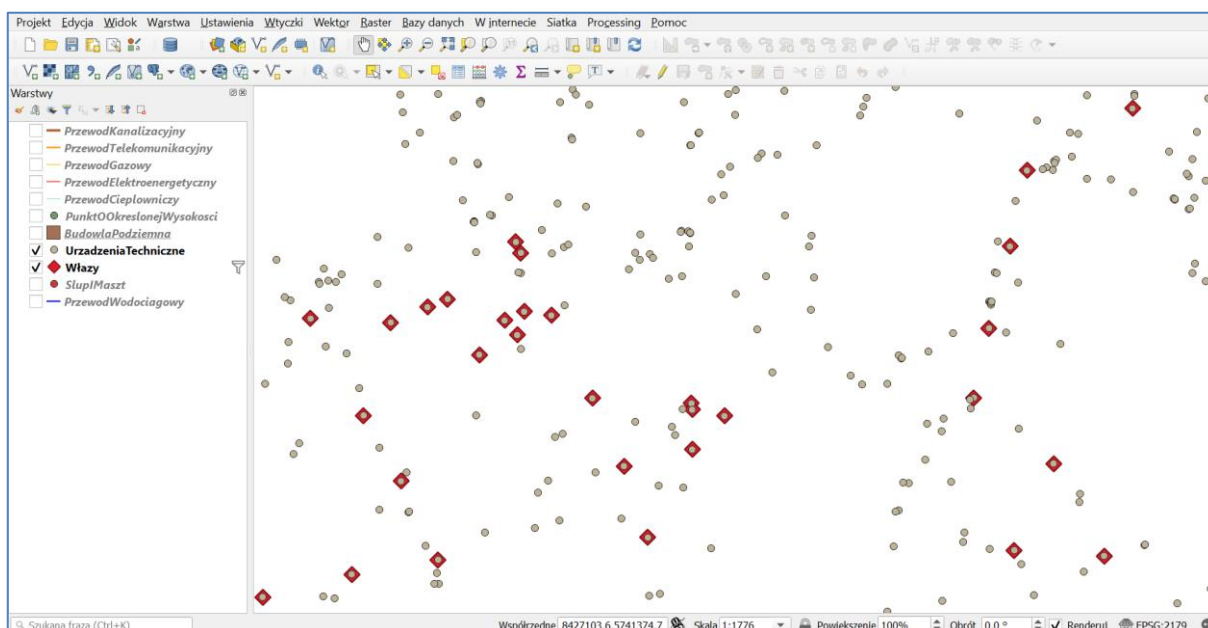 Projekt Edycja Widok Warstwa Ustawienia Wtyczki Wektor Raster Bazy danych W internecie Siatka Processing Pomoc
Warstwy
PrzewodKanalizacyjny
PrzewodTelekomunikacyjny
PrzewodGazowy
PrzewodElektroenergetyczny
PrzewodCieplowniczy
PunktOOkreslonejWysokosci
BudowlaPodziemna
UrzadzeniaTechniczne
Włazy
SlupIMaszt
PrzewodWodociagowy
Szukana fraza (Ctrl+K)
Współrzędne 8427103.6,5741374.7 Skala 1:1776 Powiększenie 100% Obrót 0,0 ° Renderuj EPSG:2179